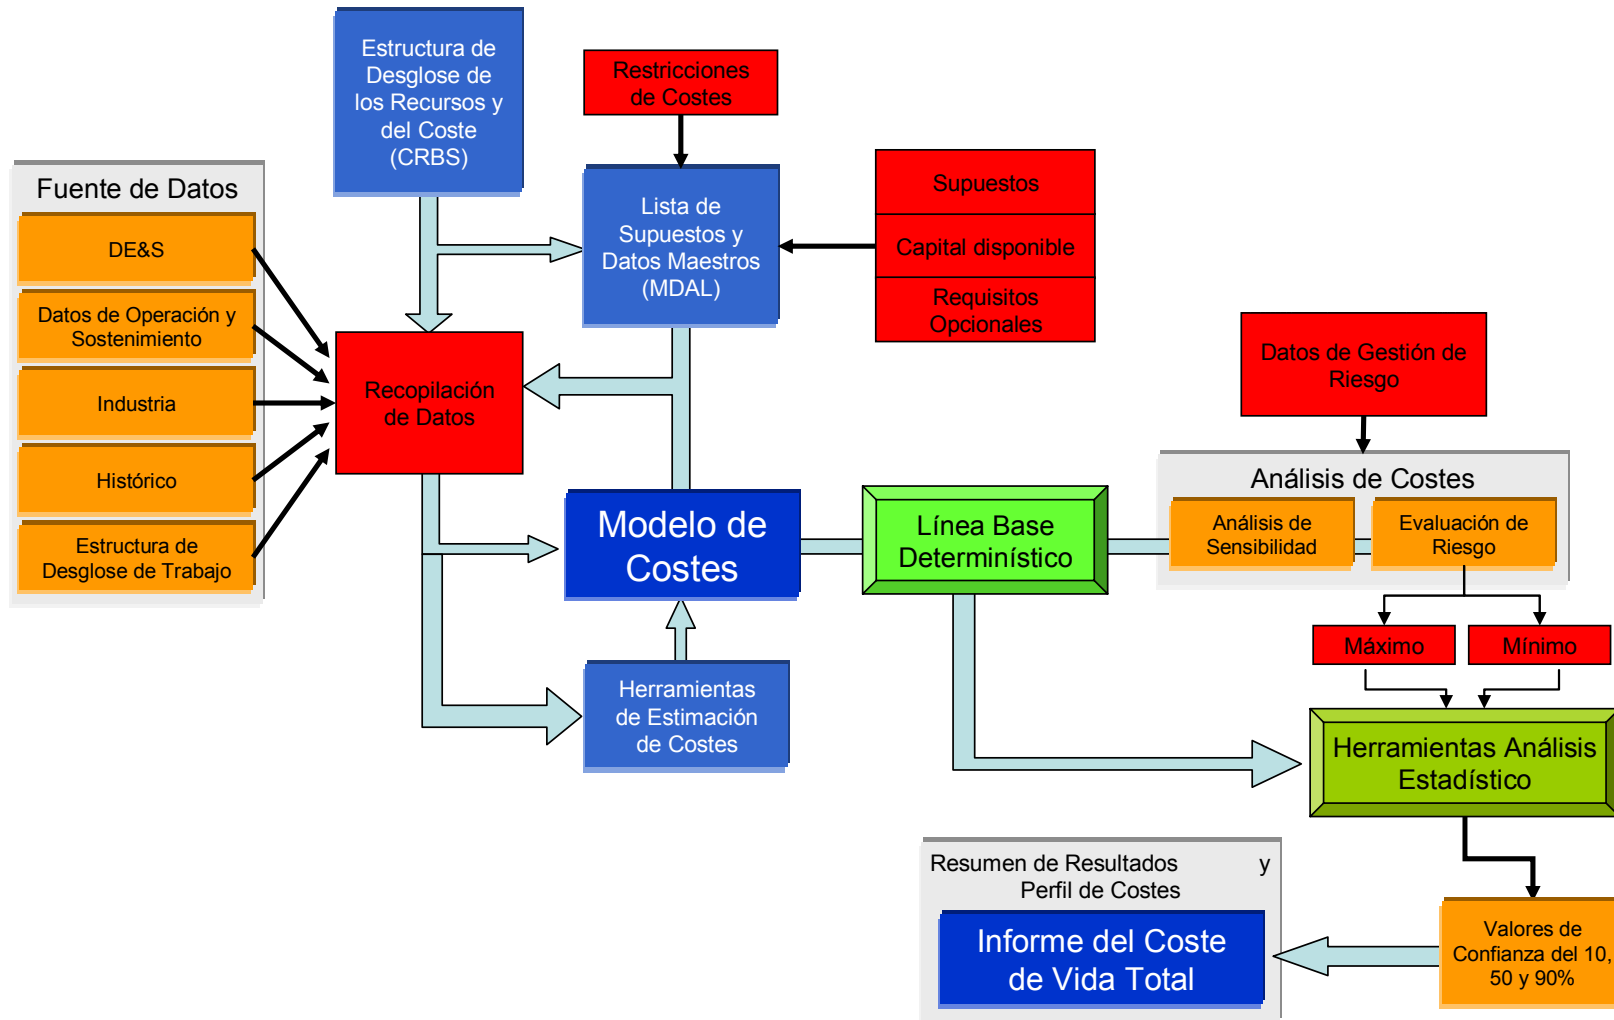 Estructura de
Desglose de
los Recursos y
del Coste
(CRBS)
Restricciones
de Costes
Fuente de Datos
DE&S
Datos de Operación y
Sostenimiento
Industria
Histórico
Estructura de
Desglose de Trabajo
Lista de
Supuestos y
Datos Maestros
(MDAL)
Supuestos
Capital disponible
Requisitos
Opcionales
Recopilación
de Datos
Datos de Gestión de
Riesgo
Modelo de
Costes
Línea Base
Determinístico
Análisis de Costes
Análisis de
Sensibilidad
Evaluación de
Riesgo
Máximo
Mínimo
Herramientas
de Estimación
de Costes
Herramientas Análisis
Estadístico
Resumen de Resultados y
Perfil de Costes
Informe del Coste
de Vida Total
Valores de
Confianza del 10,
50 y 90%